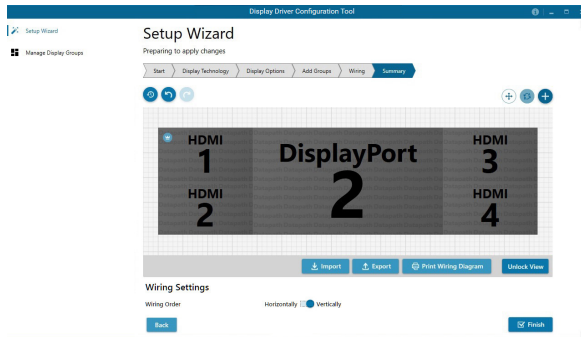 Display Driver Configuration Tool
Setup Wizard
Manage Display Groups
Setup Wizard
Preparing to apply changes
Start Display Technology Display Options Add Groups Wiring Summary
HDMI
1
HDMI
2
DisplayPort
2
HDMI
3
HDMI
4
Import Export Print Wiring Diagram Unlock View
Wiring Settings
Wiring Order Horizontally Vertically
Back Finish